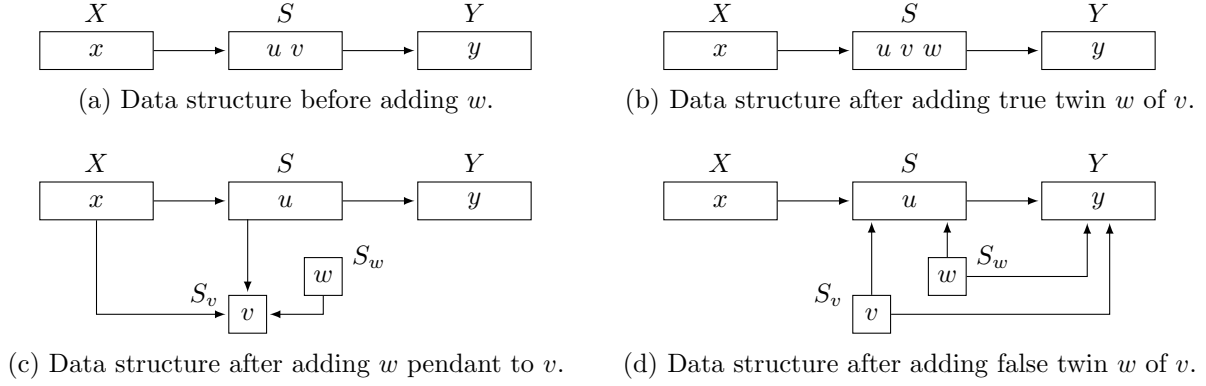 X S Y
x u v y
(a) Data structure before adding w.
X S Y
x u v w y
(b) Data structure after adding true twin w of v.
X S Y
x u y
w S_w
S_v v
(c) Data structure after adding w pendant to v.
X S Y
x u y
w S_w
S_v v
(d) Data structure after adding false twin w of v.